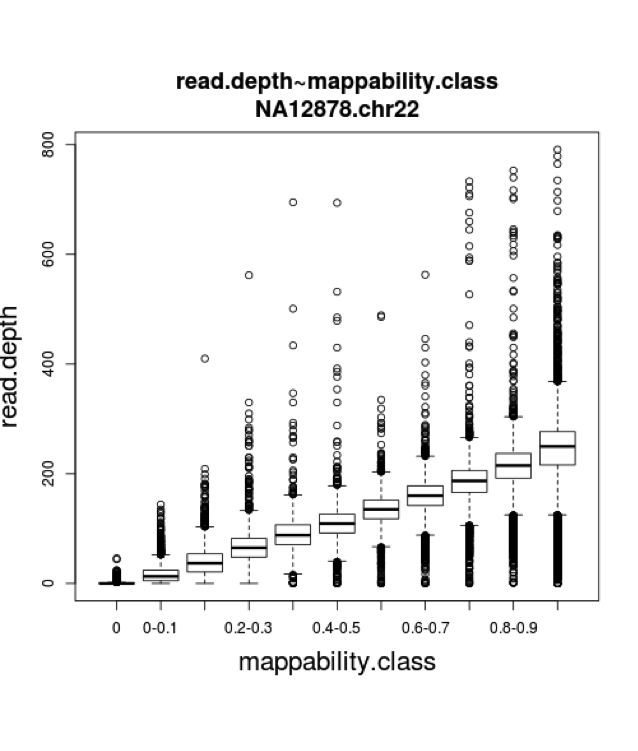 read.depth~mappability.class
NA12878.chr22
800
600
400
200
0
read.depth
0 0-0.1 0.2-0.3 0.4-0.5 0.6-0.7 0.8-0.9
mappability.class